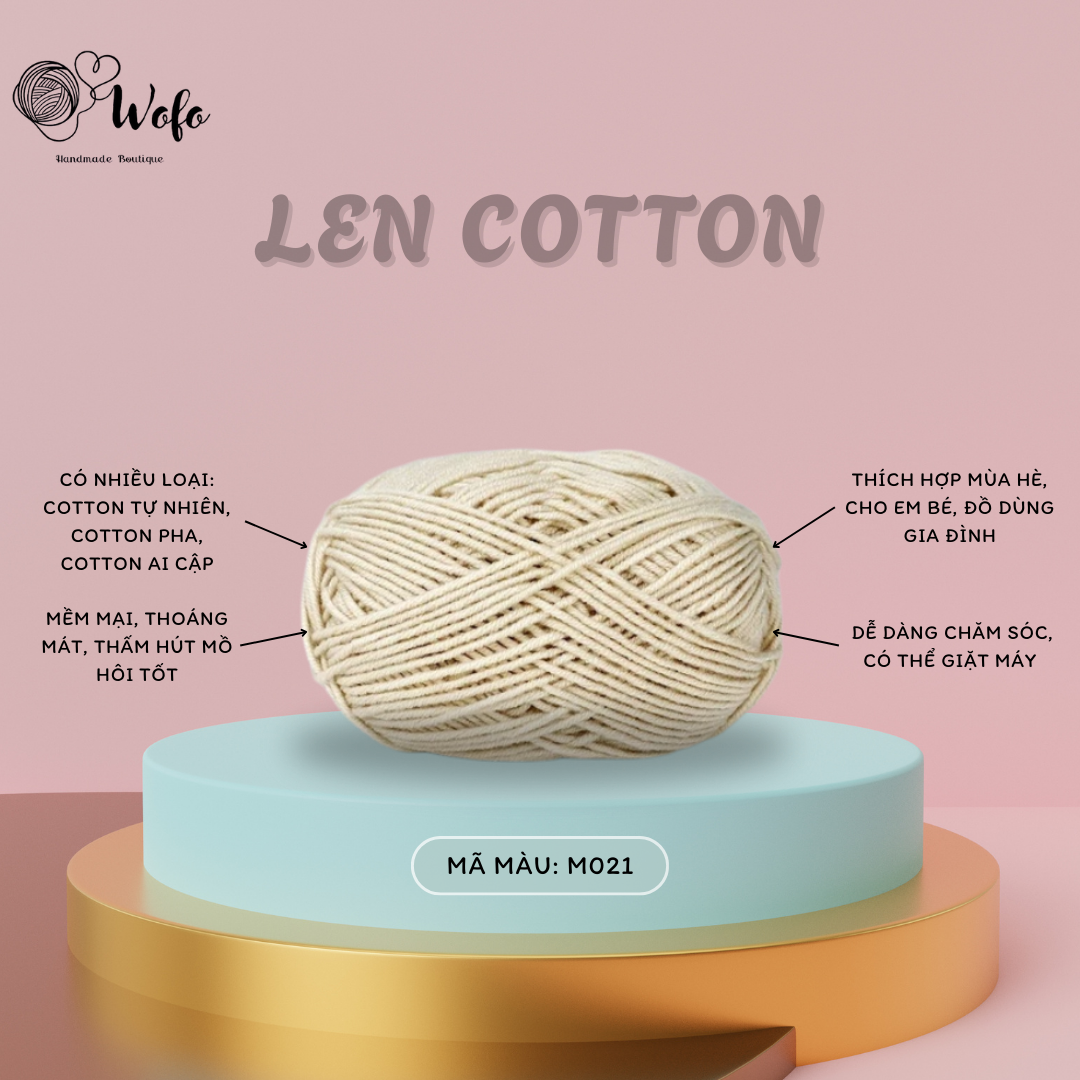 Wofo
Handmade Boutique
LEN COTTON
CÓ NHIỀU LOẠI:
COTTON TỰ NHIÊN,
COTTON PHA,
COTTON AI CẬP
MỀM MẠI, THOÁNG
MÁT, THẤM HÚT MỒ
HÔI TỐT
THÍCH HỢP MÙA HÈ,
CHO EM BÉ, ĐỒ DÙNG
GIA ĐÌNH
DỄ DÀNG CHĂM SÓC,
CÓ THỂ GIẶT MÁY
MÃ MÀU: M021